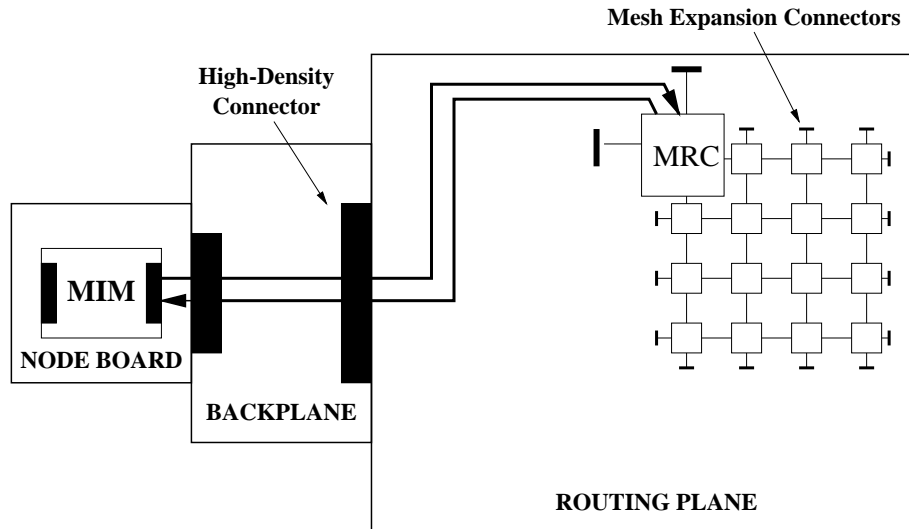 Mesh Expansion Connectors
High-Density
Connector
MRC
MIM
NODE BOARD
BACKPLANE
ROUTING PLANE